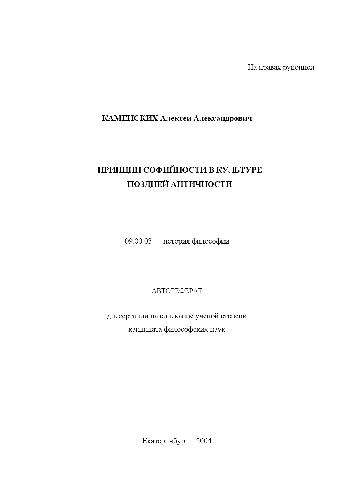 На правах рукописи
КАМЕНСКИХ Алексей Александрович
ПРИНЦИП СОФИЙНОСТИ В КУЛЬТУРЕ
ПОЗДНЕЙ АНТИЧНОСТИ
09.00.03 история философии
АВТОРЕФЕРАТ
диссертации на соискание ученой степени
кандидата философских наук
Екатеринбург 2004